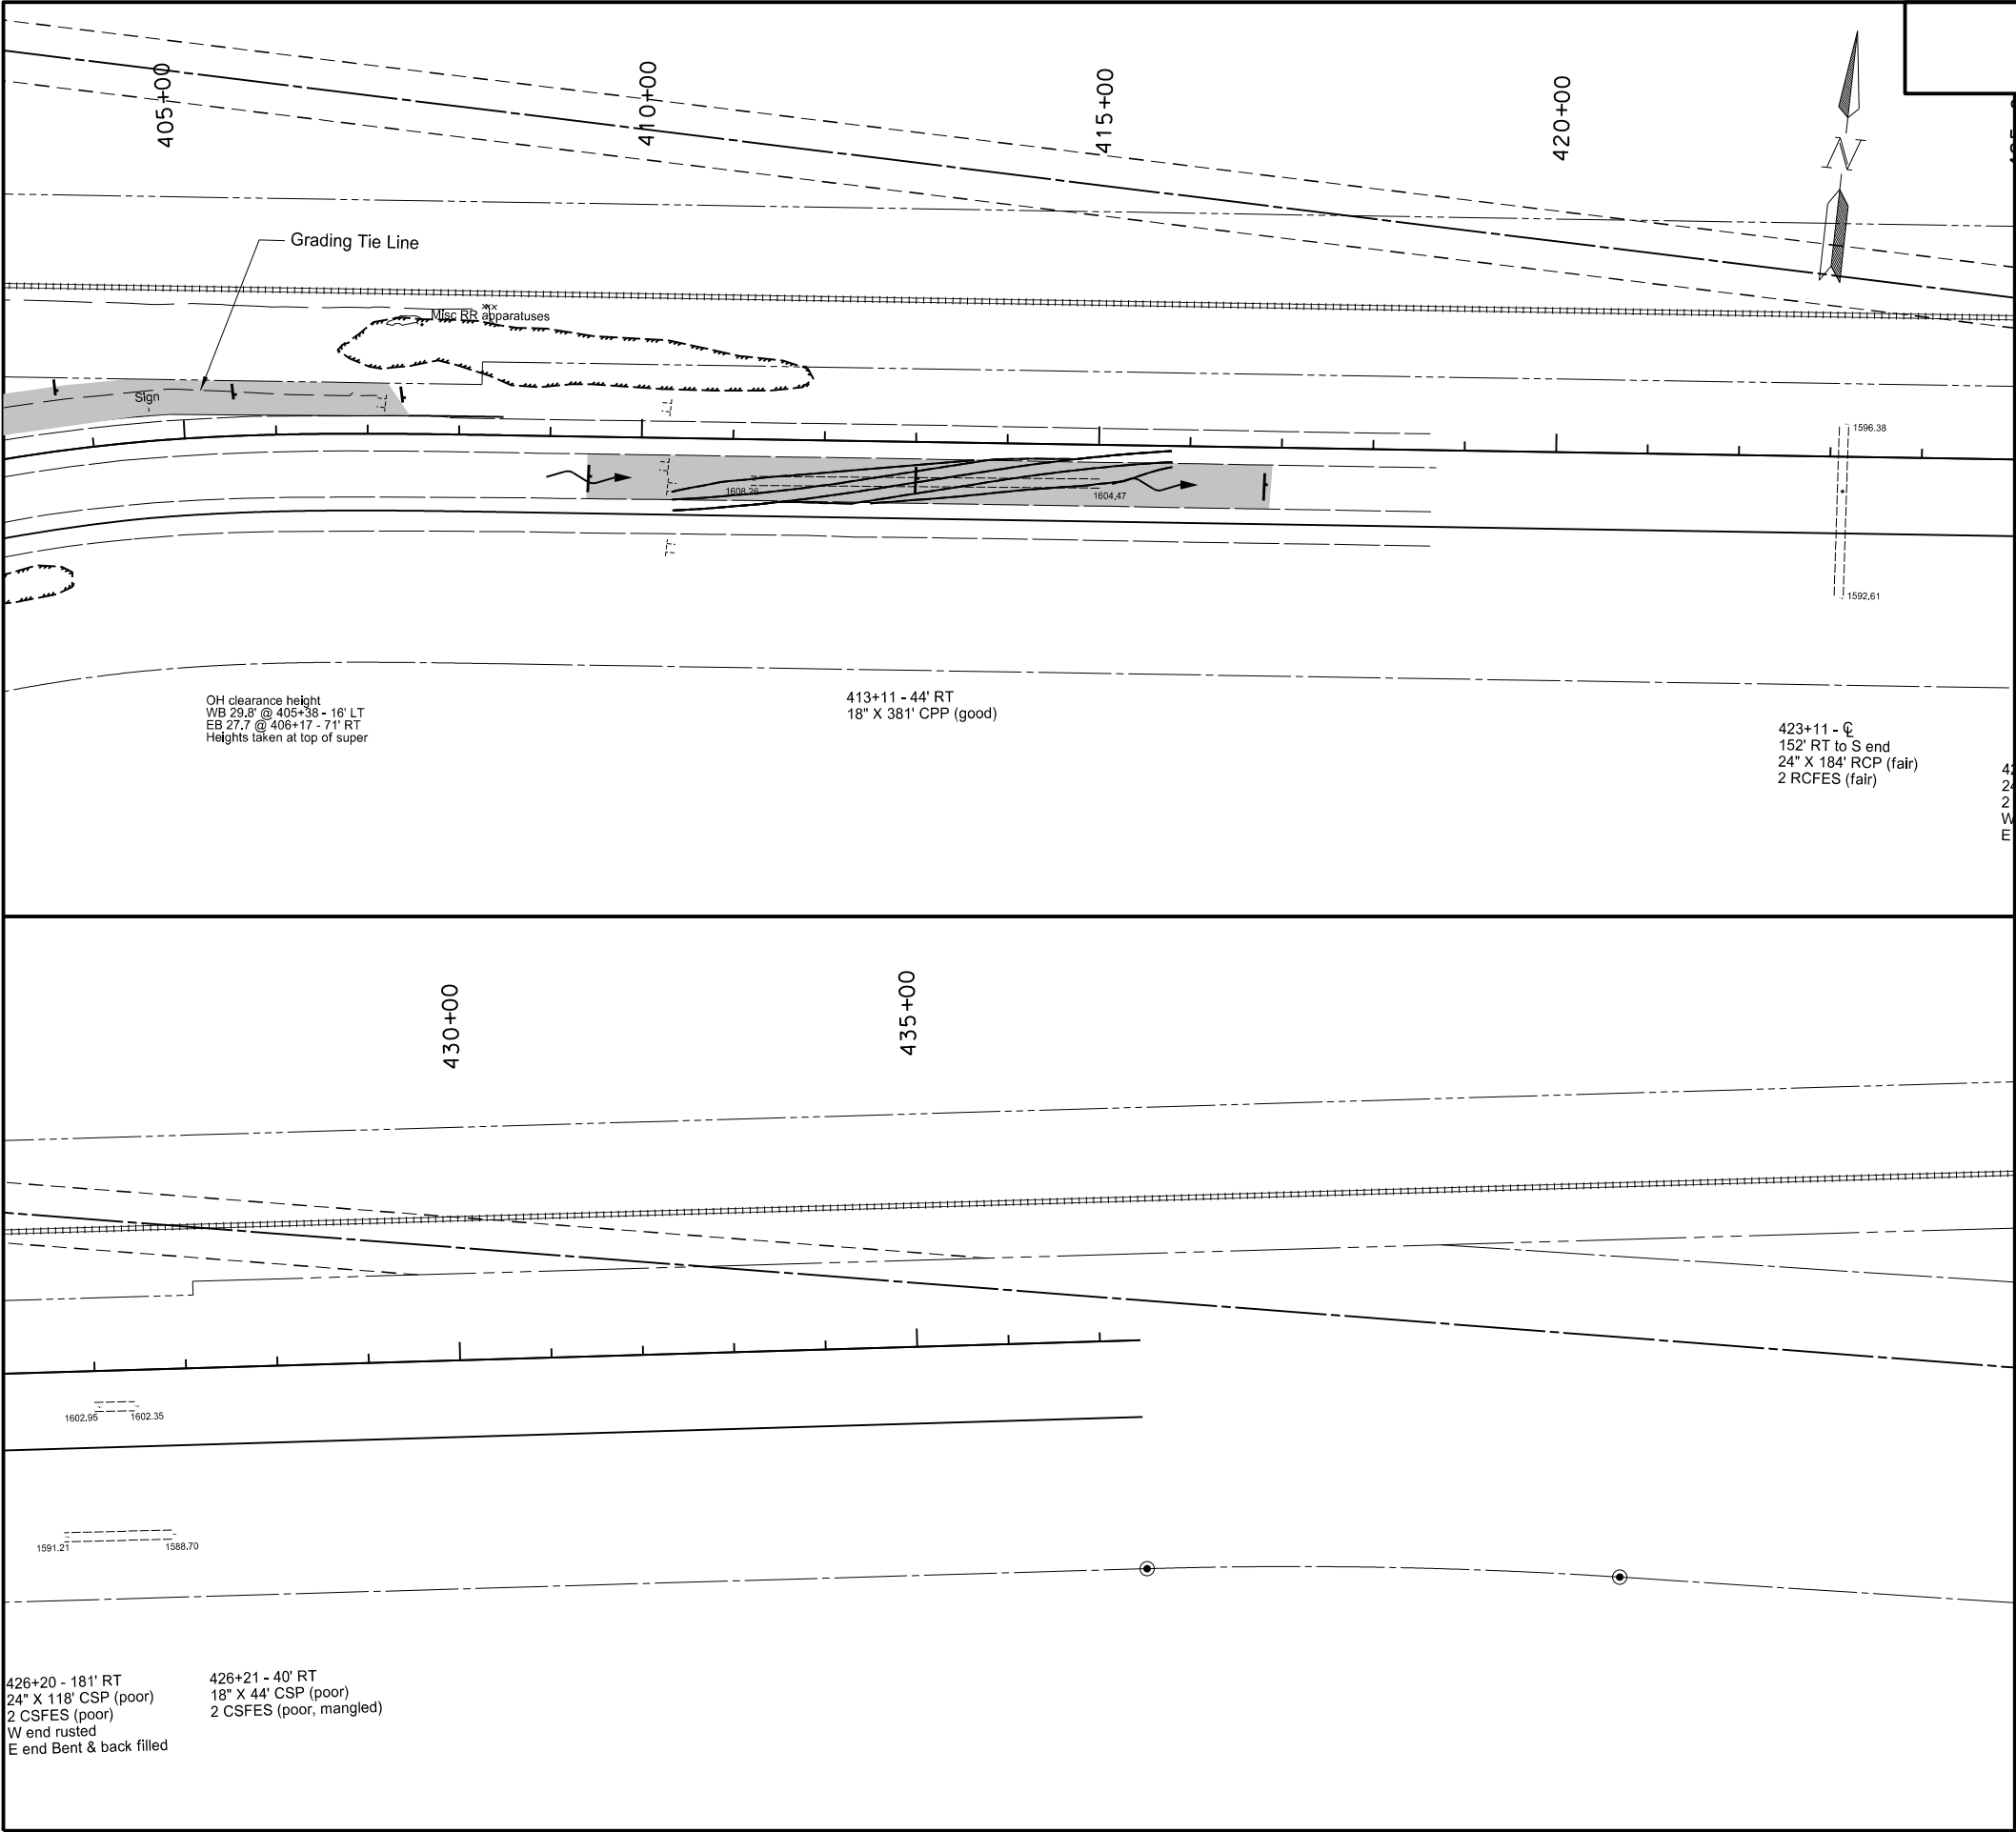 405+00
410+00
415+00
420+00
N
Grading Tie Line
Misc RR apparatuses
Sign
1608.26
1604.47
1596.38
1592.61
OH clearance height
WB 29.8' @ 405+38 - 16' LT
EB 27.7 @ 406+17 - 71' RT
Heights taken at top of super
413+11 - 44' RT
18" X 381' CPP (good)
423+11 - ℄
152' RT to S end
24" X 184' RCP (fair)
2 RCFES (fair)
42
24
2
W
E
430+00
435+00
1602.95
1602.35
1591.21
1588.70
426+20 - 181' RT
24" X 118' CSP (poor)
2 CSFES (poor)
W end rusted
E end Bent & back filled
426+21 - 40' RT
18" X 44' CSP (poor)
2 CSFES (poor, mangled)